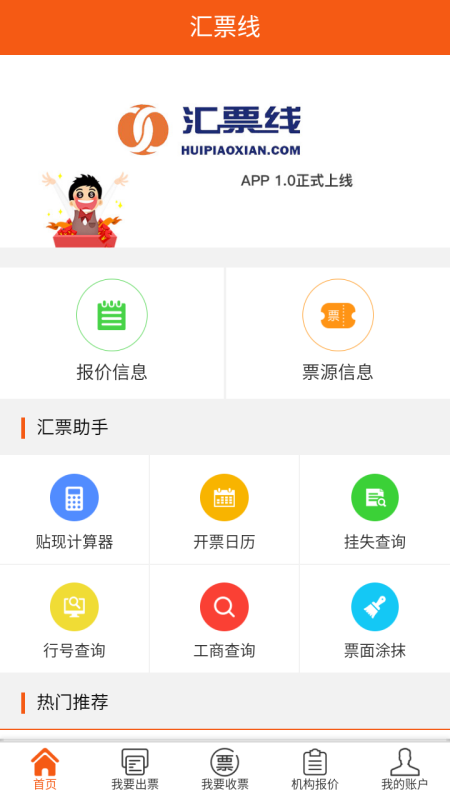 汇票线
汇票线
HUIPIAOXIAN.COM
APP 1.0正式上线
报价信息
票
票源信息
汇票助手
贴现计算器
开票日历
挂失查询
行号查询
工商查询
票面涂抹
热门推荐
票
首页
我要出票
我要收票
机构报价
我的账户